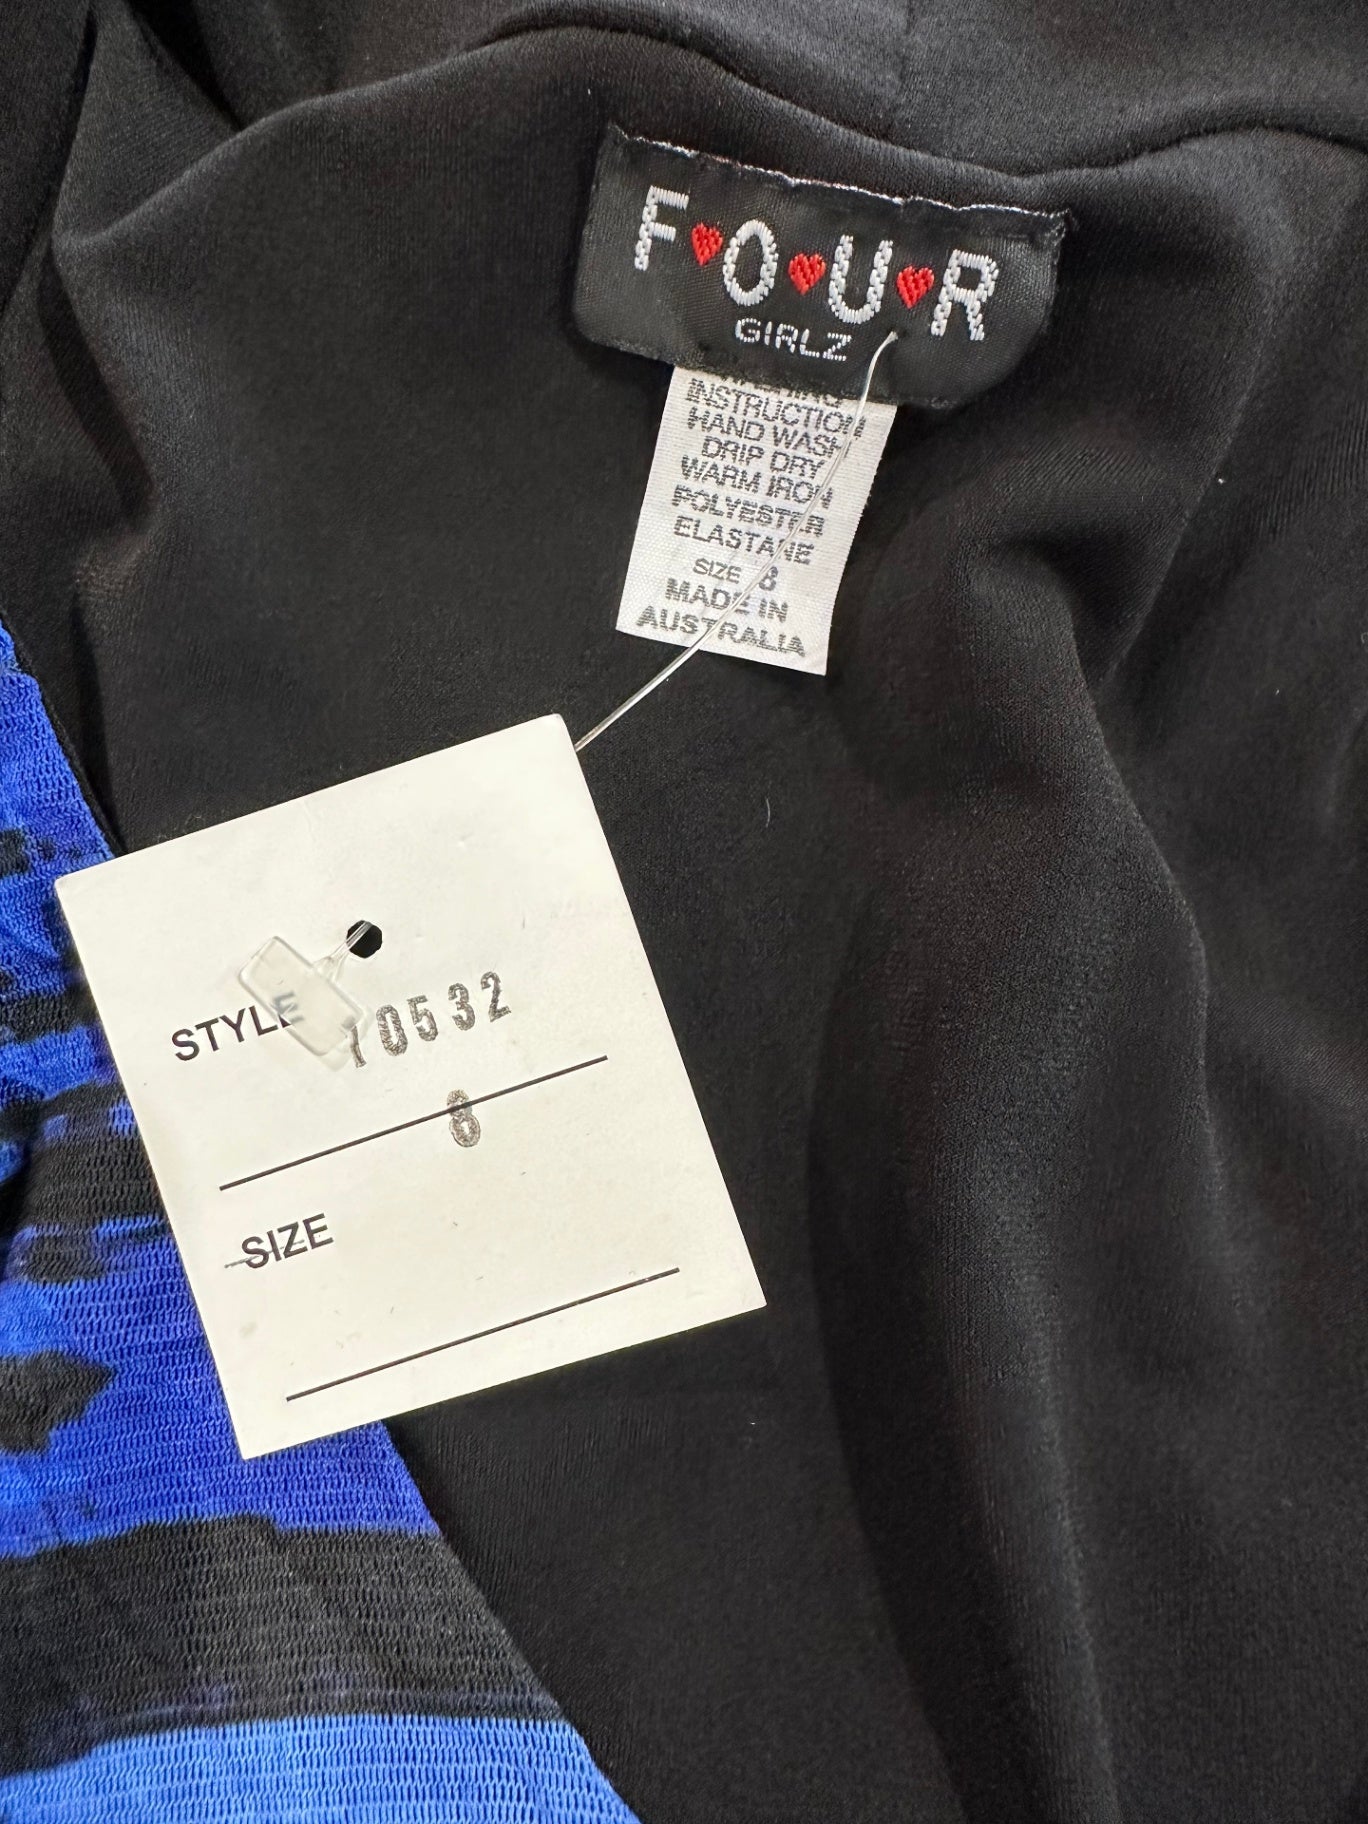 F♥O♥U♥R
GIRLZ
INSTRUCTION
HAND WASH
DRIP DRY
WARM IRON
POLYESTER
ELASTANE
SIZE 8
MADE IN
AUSTRALIA
STYLE 10532
8
SIZE